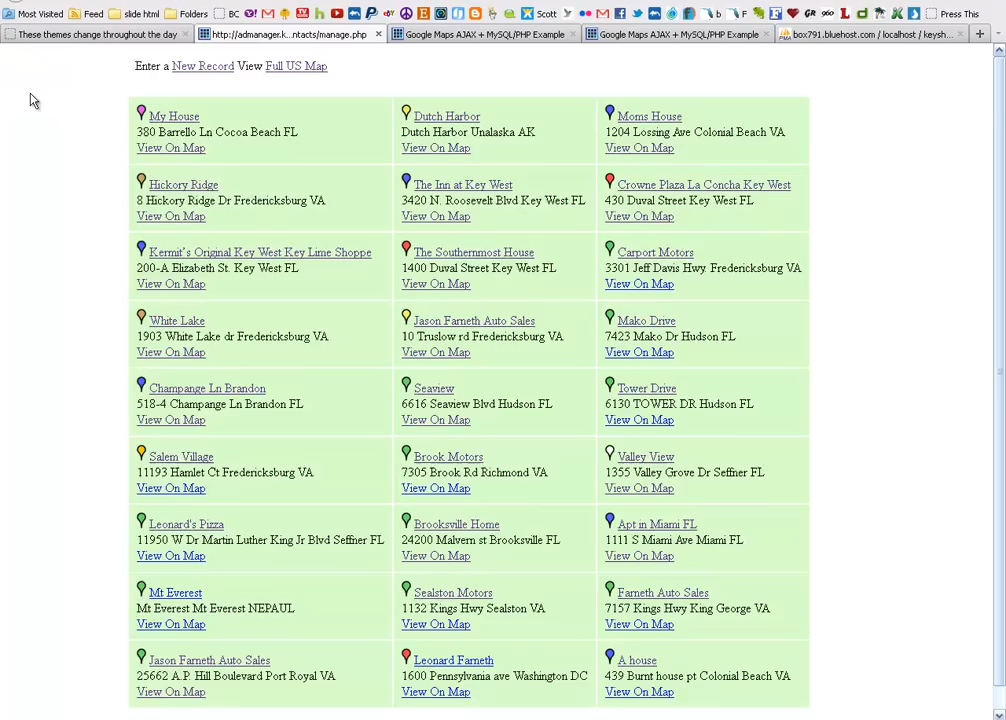 Most Visited Feed slide html Folders BC Scott b F GR 960 L d Press This
These themes change throughout the day http://admanager.k...ntacts/manage.php Google Maps AJAX + MySQL/PHP Example Google Maps AJAX + MySQL/PHP Example box791.bluehost.com / localhost / keysh...
Enter a New Record View Full US Map
My House Dutch Harbor Moms House
380 Barrello Ln Cocoa Beach FL Dutch Harbor Unalaska AK 1204 Lossing Ave Colonial Beach VA
View On Map View On Map View On Map
Hickory Ridge The Inn at Key West Crowne Plaza La Concha Key West
8 Hickory Ridge Dr Fredericksburg VA 3420 N. Roosevelt Blvd Key West FL 430 Duval Street Key West FL
View On Map View On Map View On Map
Kermit's Original Key West Key Lime Shoppe The Southernmost House Carport Motors
200-A Elizabeth St. Key West FL 1400 Duval Street Key West FL 3301 Jeff Davis Hwy. Fredericksburg VA
View On Map View On Map View On Map
White Lake Jason Farneth Auto Sales Mako Drive
1903 White Lake dr Fredericksburg VA 10 Truslow rd Fredericksburg VA 7423 Mako Dr Hudson FL
View On Map View On Map View On Map
Champange Ln Brandon Seaview Tower Drive
518-4 Champange Ln Brandon FL 6616 Seaview Blvd Hudson FL 6130 TOWER DR Hudson FL
View On Map View On Map View On Map
Salem Village Brook Motors Valley View
11193 Hamlet Ct Fredericksburg VA 7305 Brook Rd Richmond VA 1355 Valley Grove Dr Seffner FL
View On Map View On Map View On Map
Leonard's Pizza Brooksville Home Apt in Miami FL
11950 W Dr Martin Luther King Jr Blvd Seffner FL 24200 Malvern st Brooksville FL 1111 S Miami Ave Miami FL
View On Map View On Map View On Map
Mt Everest Sealston Motors Farneth Auto Sales
Mt Everest Mt Everest NEPAUL 1132 Kings Hwy Sealston VA 7157 Kings Hwy King George VA
View On Map View On Map View On Map
Jason Farneth Auto Sales Leonard Farneth A house
25662 A.P. Hill Boulevard Port Royal VA 1600 Pennsylvania ave Washington DC 439 Burnt house pt Colonial Beach VA
View On Map View On Map View On Map